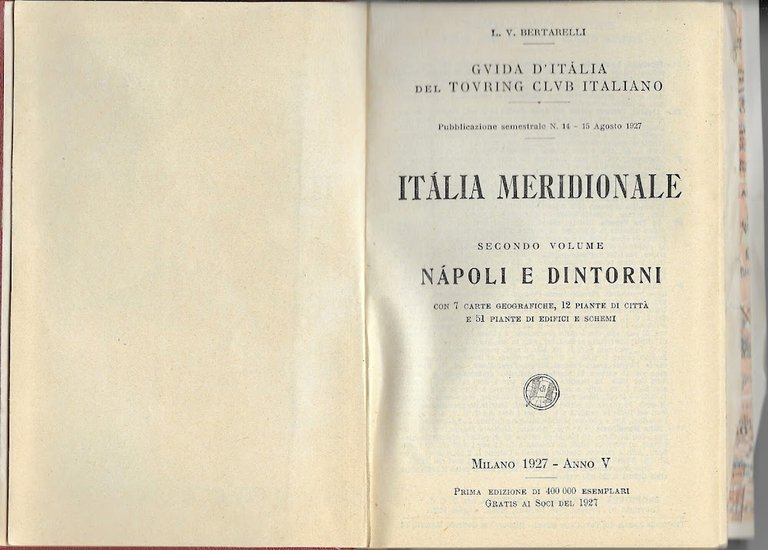 L. V. BERTARELLI
GVIDA D'ITÁLIA
DEL TOVRING CLVB ITALIANO
Pubblicazione semestrale N. 14 - 15 Agosto 1927
ITÁLIA MERIDIONALE
SECONDO VOLUME
NÁPOLI E DINTORNI
CON 7 CARTE GEOGRAFICHE, 12 PIANTE DI CITTÀ
E 51 PIANTE DI EDIFICI E SCHEMI
MILANO 1927 - ANNO V
PRIMA EDIZIONE DI 400 000 ESEMPLARI
GRATIS AI SOCI DEL 1927